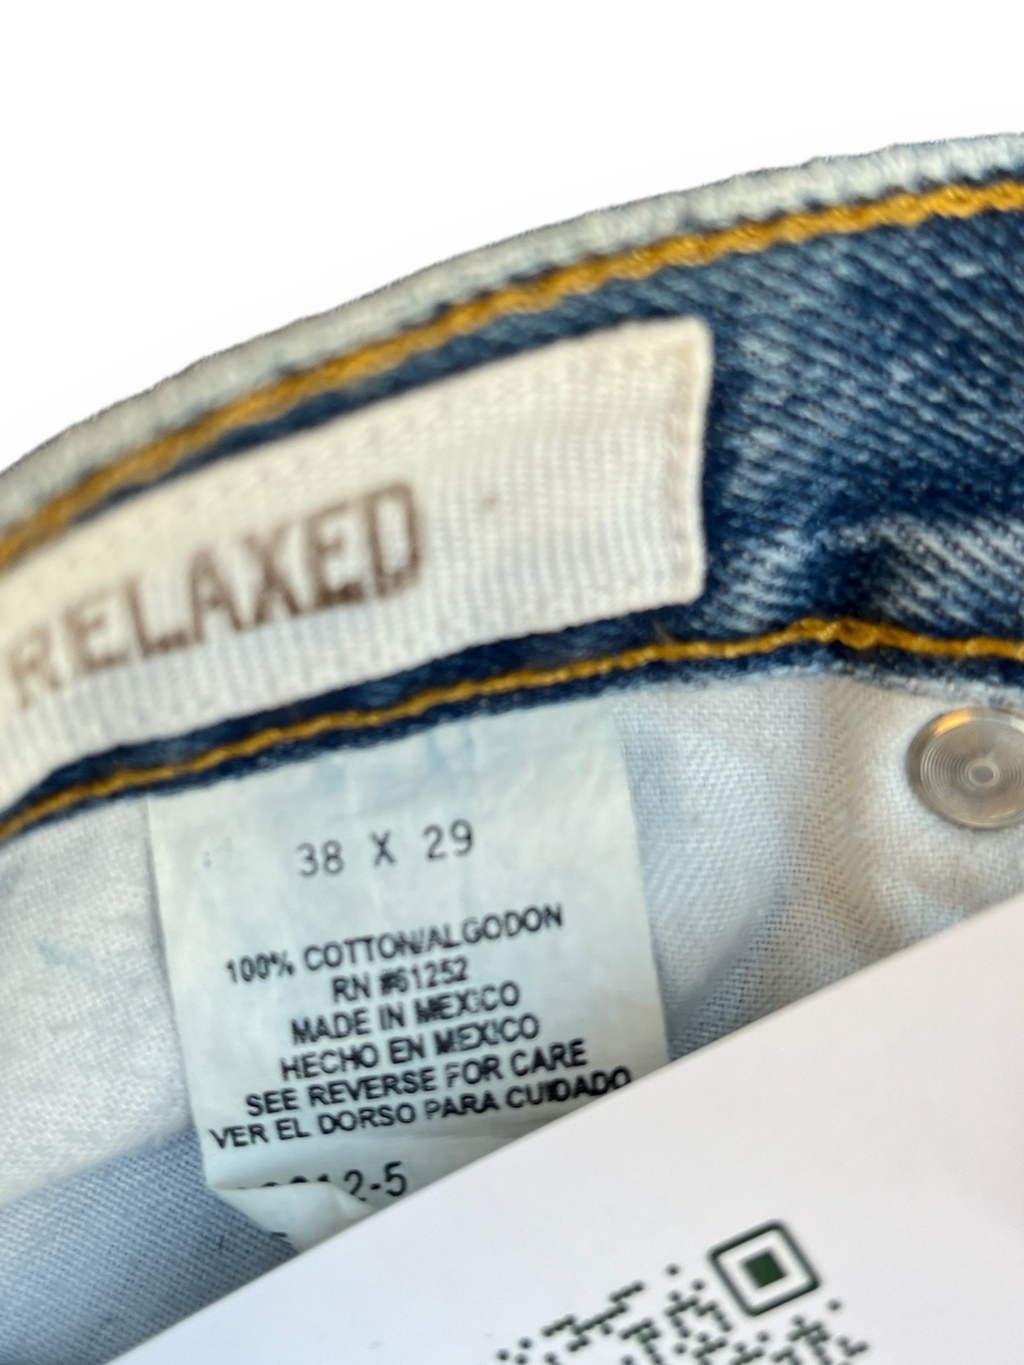 RELAXED
38 X 29
100% COTTON/ALGODON
RN #61252
MADE IN MEXICO
HECHO EN MEXICO
SEE REVERSE FOR CARE
VER EL DORSO PARA CUIDADO